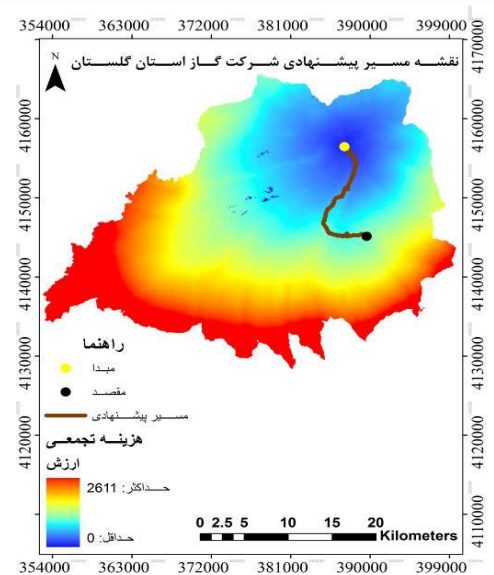 354000 363000 372000 381000 390000 399000
نقشه مسیر پیشنهادی شرکت گاز استان گلستان
N
4170000
4160000 4160000
4150000 4150000
4140000 4140000
4130000 4130000
4120000 4120000
4110000 4110000
راهنما
مبدا
مقصد
مسیر پیشنهادی
هزینه تجمعی
ارزش
حداکثر: 2611
حداقل: 0
0 2.5 5 10 15 20
Kilometers
354000 363000 372000 381000 390000 399000